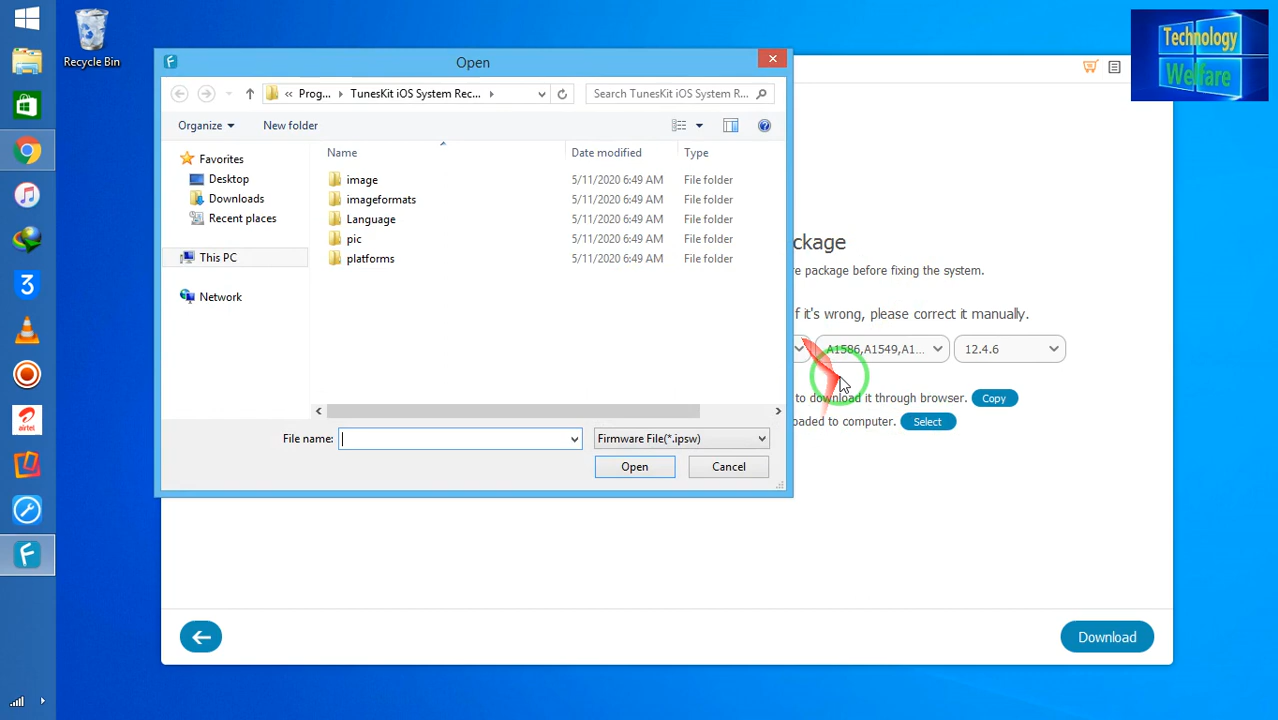 Technology
Welfare
Recycle Bin
Open
Prog...
TunesKit iOS System Rec...
Search TunesKit iOS System R...
Organize
New folder
Name
Date modified
Type
Favorites
Desktop
Downloads
Recent places
This PC
Network
image 5/11/2020 6:49 AM File folder
imageformats 5/11/2020 6:49 AM File folder
Language 5/11/2020 6:49 AM File folder
pic 5/11/2020 6:49 AM File folder
platforms 5/11/2020 6:49 AM File folder
File name:
Firmware File(*.ipsw)
Open
Cancel
ckage
e package before fixing the system.
f it's wrong, please correct it manually.
A1586,A1549,A1... 12.4.6
to download it through browser. Copy
oaded to computer. Select
Download
airtel